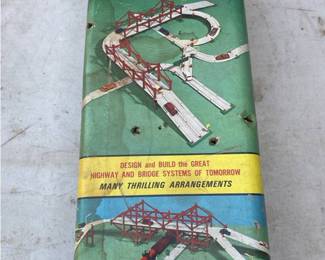 DESIGN and BUILD the GREAT
HIGHWAY AND BRIDGE SYSTEMS OF TOMORROW
MANY THRILLING ARRANGEMENTS